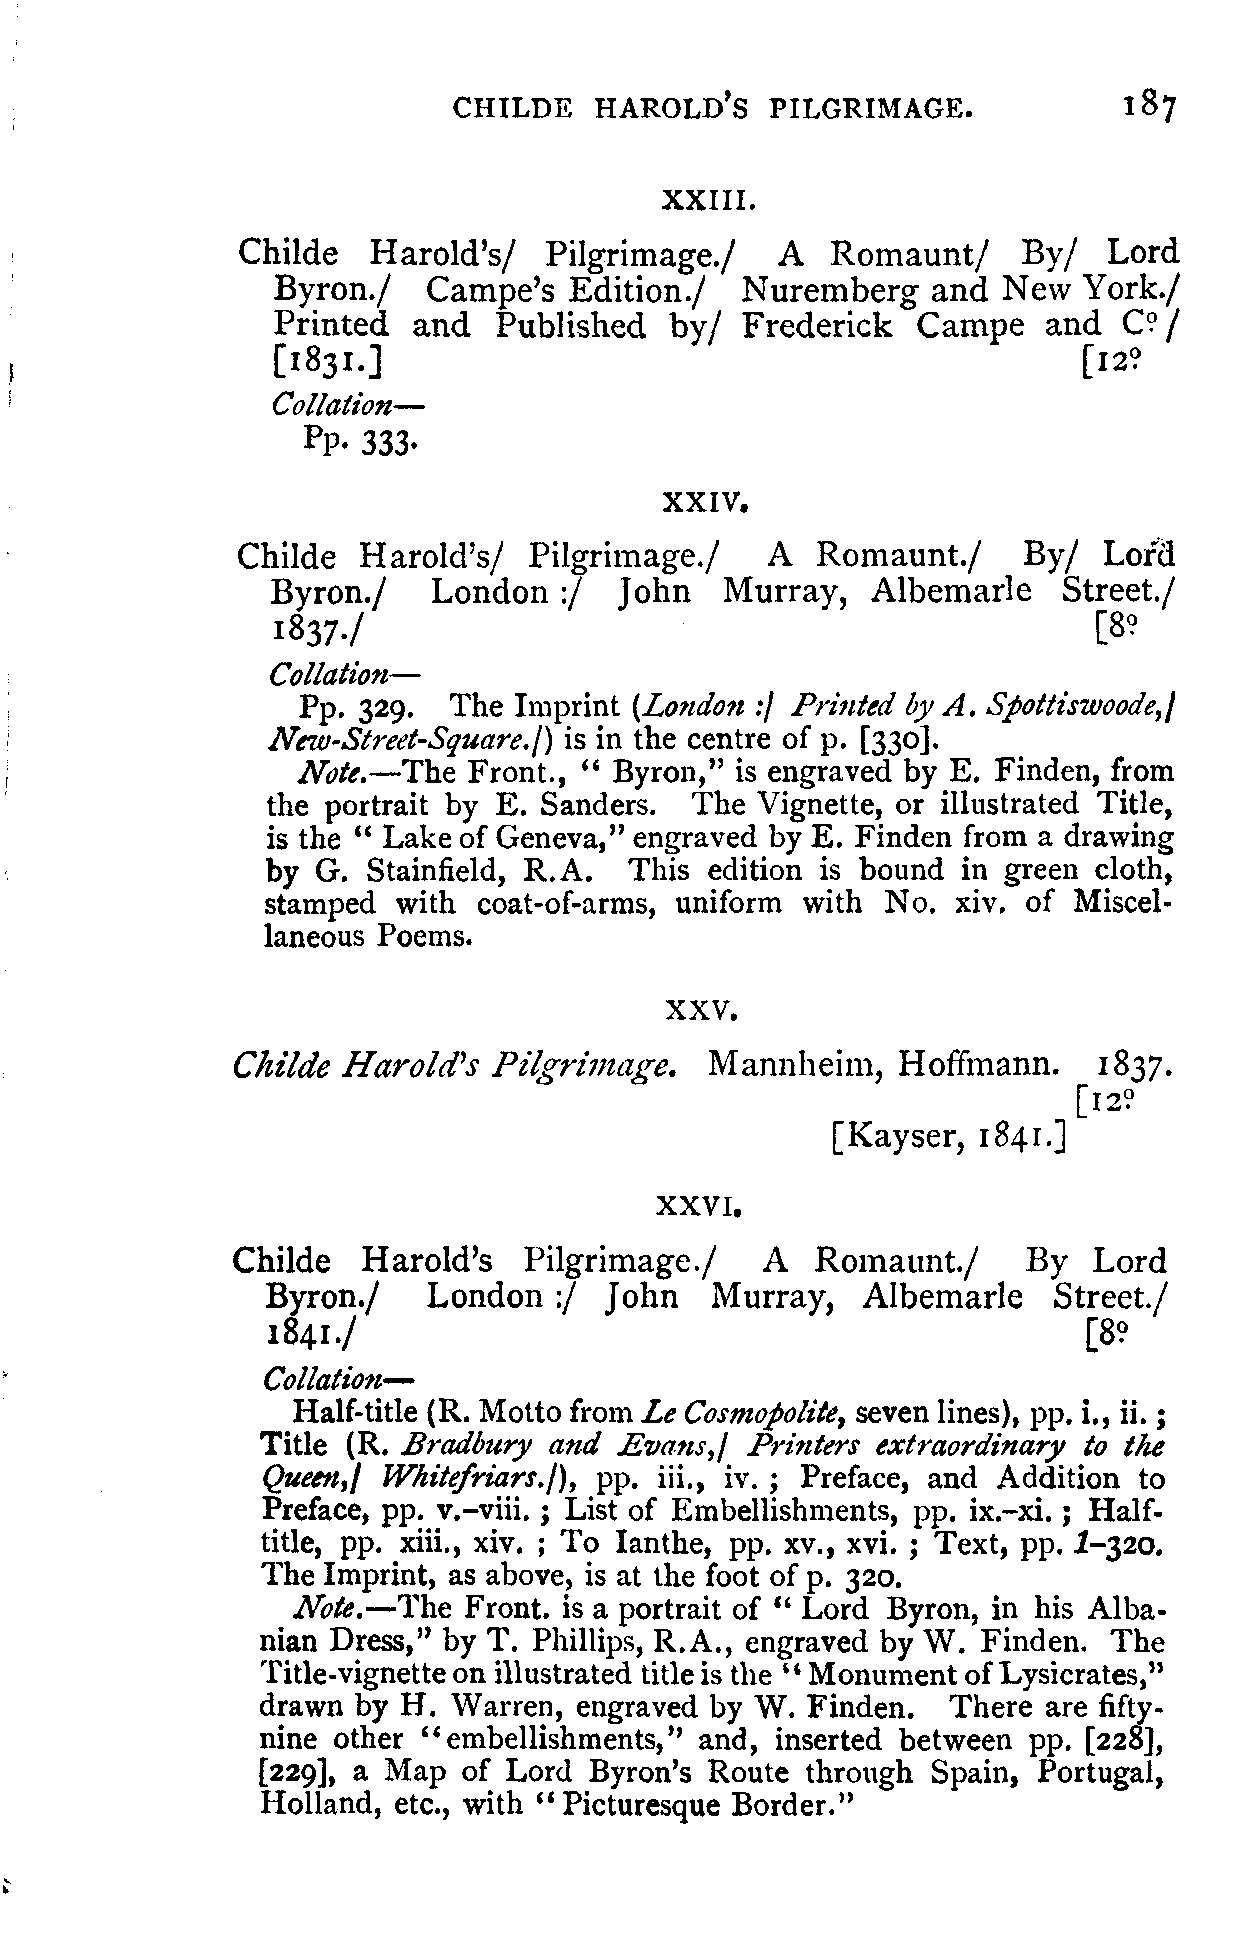 CHILDE HAROLD'S PILGRIMAGE. 187
XXIII.
Childe Harold's/ Pilgrimage./ A Romaunt/ By/ Lord
Byron./ Campe's Edition./ Nuremberg and New York./
Printed and Published by/ Frederick Campe and Cº/
[1831.] [12º
Collation—
Pp. 333.
XXIV.
Childe Harold's/ Pilgrimage./ A Romaunt./ By/ Lord
Byron./ London :/ John Murray, Albemarle Street./
1837./ [8º
Collation—
Pp. 329. The Imprint (London :/ Printed by A. Spottiswoode,/
New-Street-Square./) is in the centre of p. [330].
Note.—The Front., “ Byron,” is engraved by E. Finden, from
the portrait by E. Sanders. The Vignette, or illustrated Title,
is the “ Lake of Geneva,” engraved by E. Finden from a drawing
by G. Stainfield, R.A. This edition is bound in green cloth,
stamped with coat-of-arms, uniform with No. xiv. of Miscel-
laneous Poems.
XXV.
Childe Harold's Pilgrimage. Mannheim, Hoffmann. 1837.
[12º
[Kayser, 1841.]
XXVI.
Childe Harold's Pilgrimage./ A Romaunt./ By Lord
Byron./ London :/ John Murray, Albemarle Street./
1841./ [8º
Collation—
Half-title (R. Motto from Le Cosmopolite, seven lines), pp. i., ii. ;
Title (R. Bradbury and Evans,/ Printers extraordinary to the
Queen,/ Whitefriars./), pp. iii., iv. ; Preface, and Addition to
Preface, pp. v.–viii. ; List of Embellishments, pp. ix.–xi. ; Half-
title, pp. xiii., xiv. ; To Ianthe, pp. xv., xvi. ; Text, pp. 1–320.
The Imprint, as above, is at the foot of p. 320.
Note.—The Front. is a portrait of “ Lord Byron, in his Alba-
nian Dress,” by T. Phillips, R.A., engraved by W. Finden. The
Title-vignette on illustrated title is the “ Monument of Lysicrates,”
drawn by H. Warren, engraved by W. Finden. There are fifty-
nine other “embellishments,” and, inserted between pp. [228],
[229], a Map of Lord Byron's Route through Spain, Portugal,
Holland, etc., with “ Picturesque Border.”